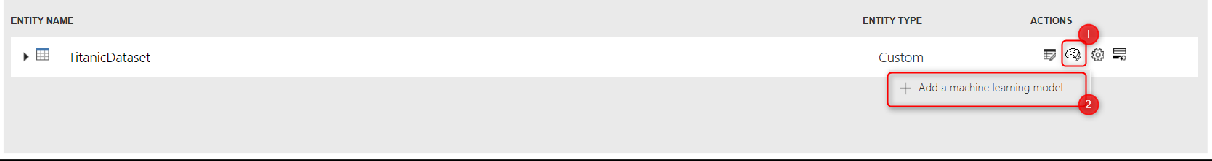 ENTITY NAME ENTITY TYPE ACTIONS
1
TitanicDataset Custom
+ Add a machine learning model
2